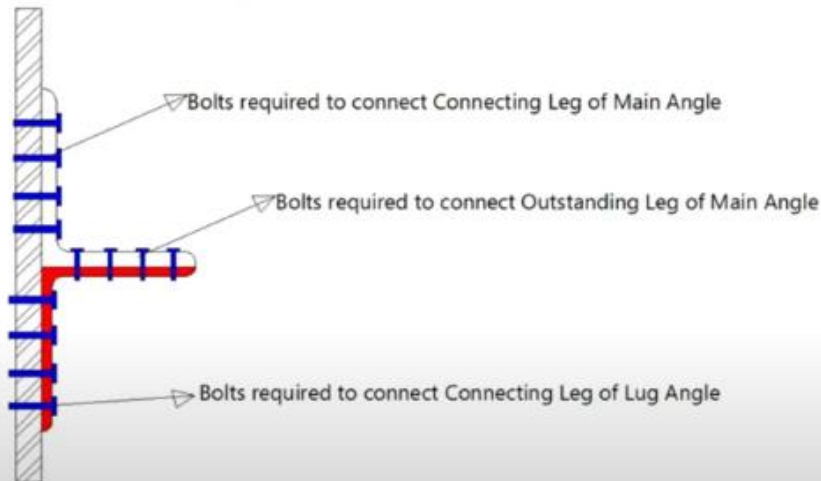 Bolts required to connect Connecting Leg of Main Angle
Bolts required to connect Outstanding Leg of Main Angle
Bolts required to connect Connecting Leg of Lug Angle